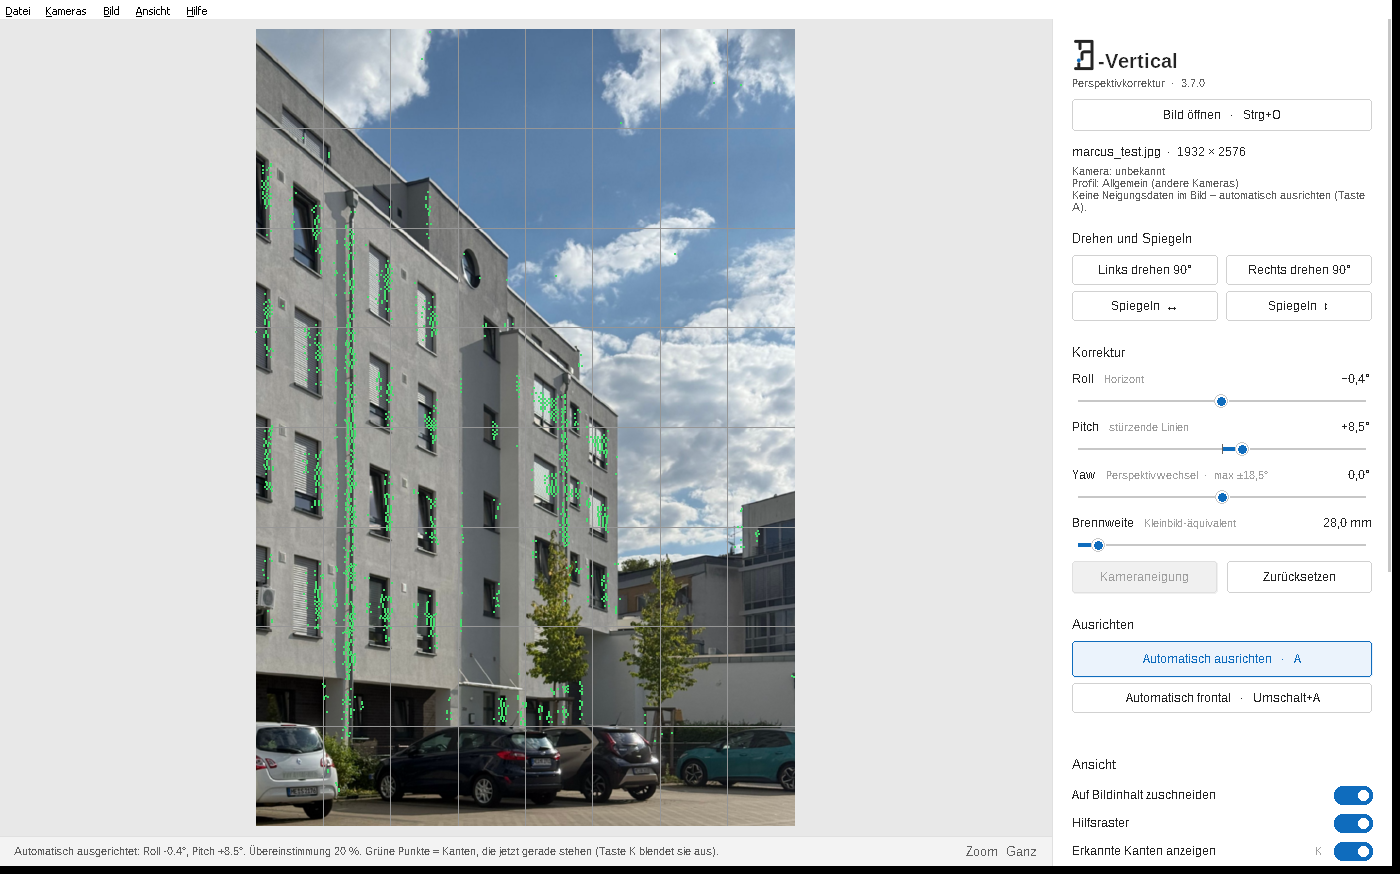 Datei Kameras Bild Ansicht Hilfe
-Vertical
Perspektivkorrektur · 3.7.0
Bild öffnen · Strg+O
marcus_test.jpg · 1932 × 2576
Kamera: unbekannt
Profil: Allgemein (andere Kameras)
Keine Neigungsdaten im Bild – automatisch ausrichten (Taste
A).
Drehen und Spiegeln
Links drehen 90° Rechts drehen 90°
Spiegeln ↔ Spiegeln ↕
Korrektur
Roll Horizont −0,4°
Pitch stürzende Linien +8,5°
Yaw Perspektivwechsel · max ±18,5° 0,0°
Brennweite Kleinbild-äquivalent 28,0 mm
Kameraneigung Zurücksetzen
Ausrichten
Automatisch ausrichten · A
Automatisch frontal · Umschalt+A
Ansicht
Auf Bildinhalt zuschneiden
Hilfsraster
Erkannte Kanten anzeigen K
Automatisch ausgerichtet: Roll -0.4°, Pitch +8.5°. Übereinstimmung 20 %. Grüne Punkte = Kanten, die jetzt gerade stehen (Taste K blendet sie aus). Zoom Ganz